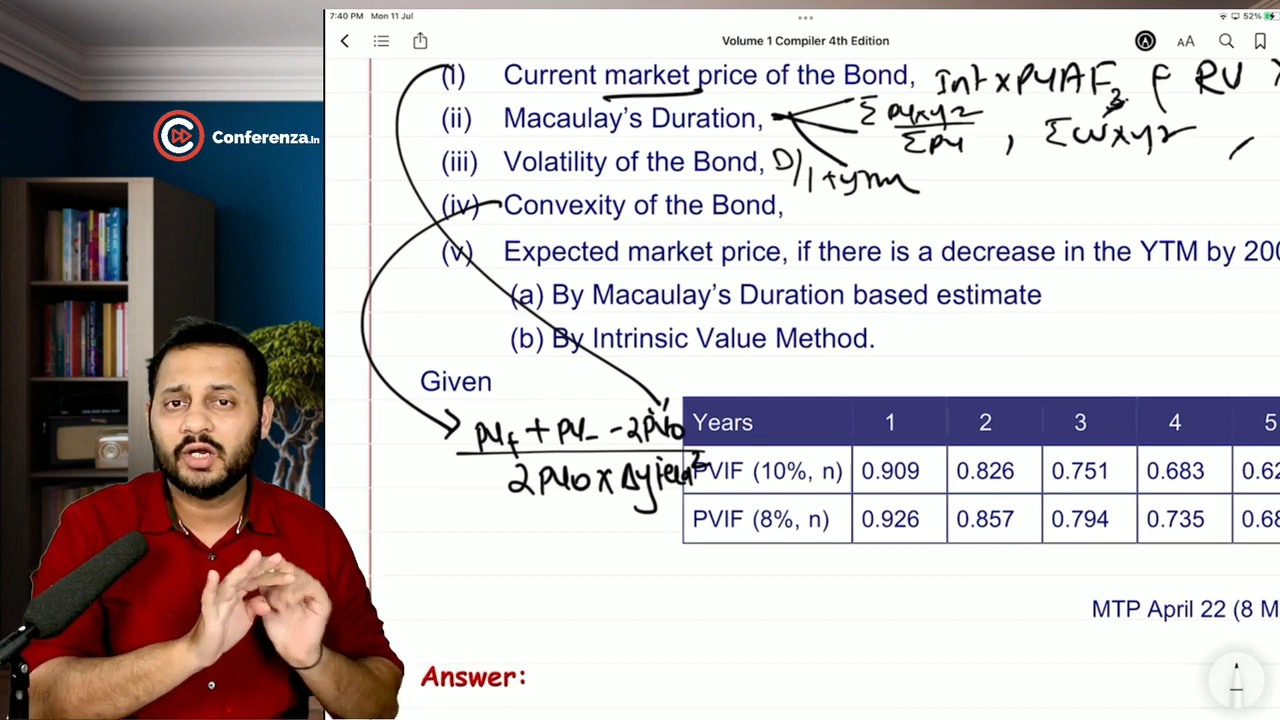 7:40 PM Mon 11 Jul
52%
Volume 1 Compiler 4th Edition
AA
Conferenza.In
(i) Current market price of the Bond, Int x PVAF & RV x
(ii) Macaulay's Duration, Σ PV x yr / Σ PV , Σ W x yr
(iii) Volatility of the Bond, D/1+ytm
(iv) Convexity of the Bond,
(v) Expected market price, if there is a decrease in the YTM by 200
(a) By Macaulay's Duration based estimate
(b) By Intrinsic Value Method.
Given
PV+ + PV- - 2PV0
2PV0 x Δyield²
Years 1 2 3 4 5
PVIF (10%, n) 0.909 0.826 0.751 0.683 0.62
PVIF (8%, n) 0.926 0.857 0.794 0.735 0.68
MTP April 22 (8 M
Answer: